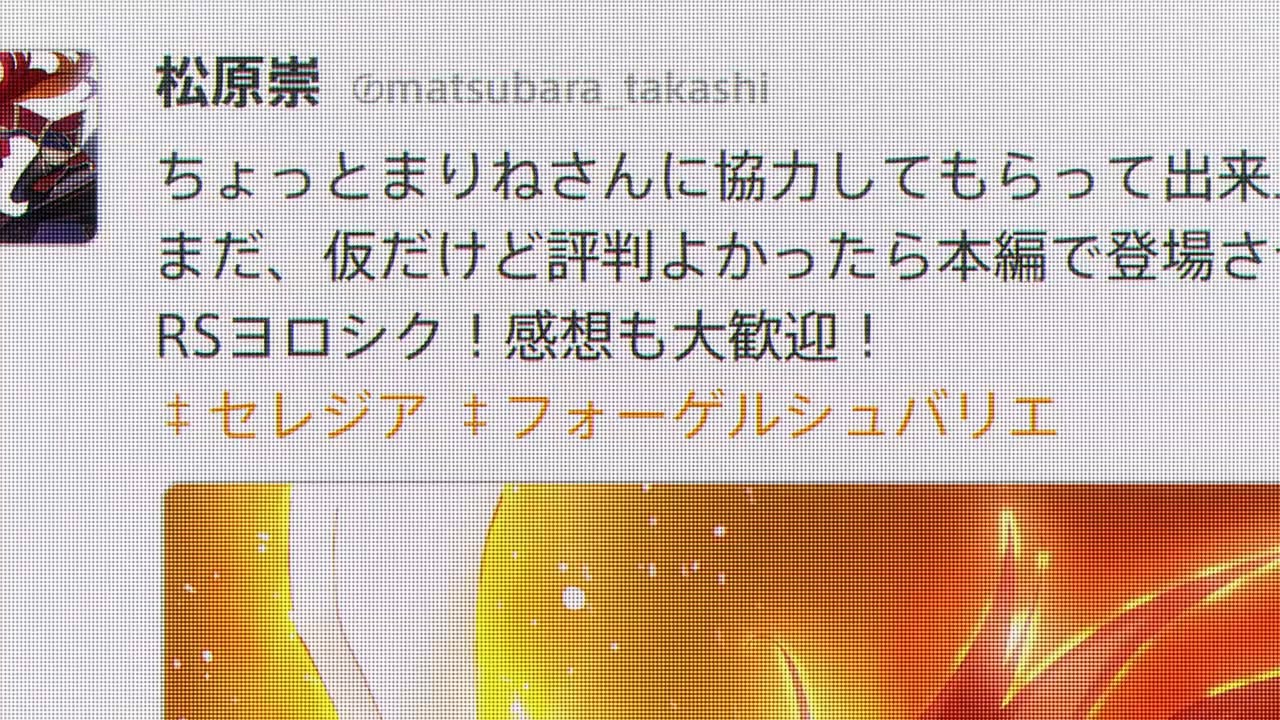 松原崇 @matsubara_takashi
ちょっとまりねさんに協力してもらって出来
まだ、仮だけど評判よかったら本編で登場さ
RSヨロシク！感想も大歓迎！
‡セレジア ‡フォーゲルシュバリエ